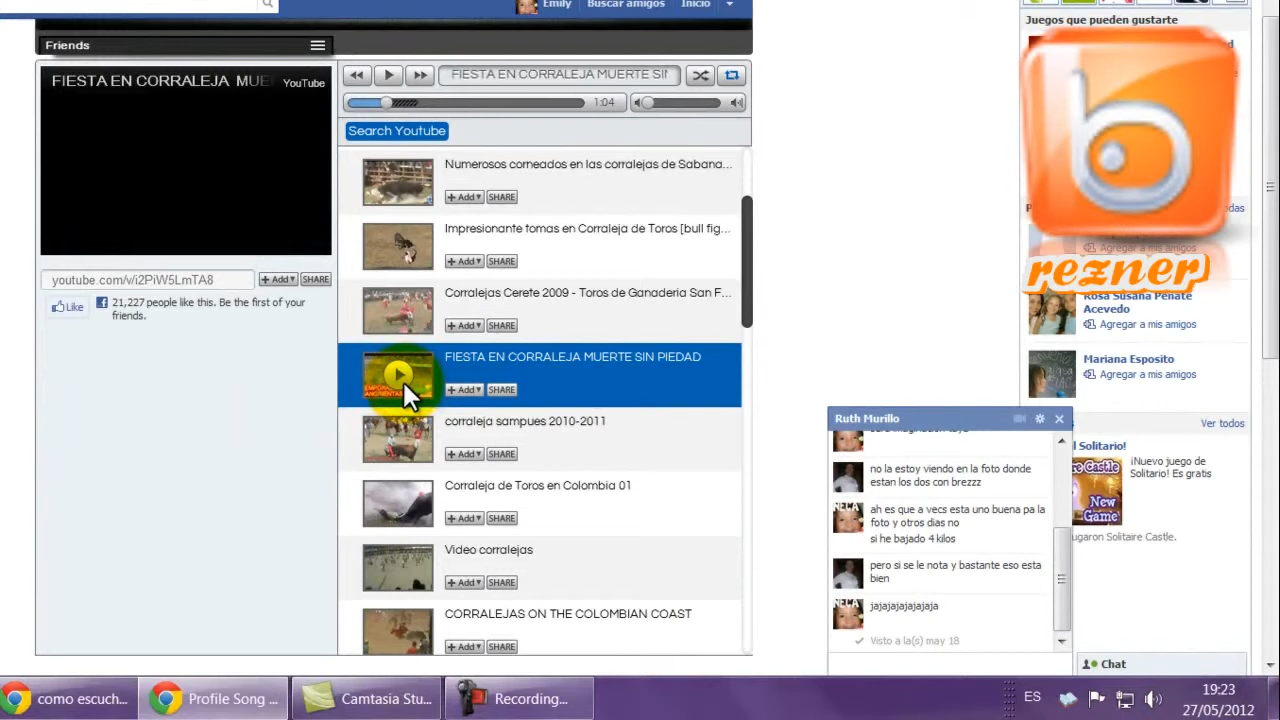 Emily Buscar amigos Inicio
Friends
FIESTA EN CORRALEJA MUE
YouTube
FIESTA EN CORRALEJA MUERTE SIN
1:04
Search Youtube
Numerosos corneados en las corralejas de Sabana...
+ Add SHARE
Impresionante tomas en Corraleja de Toros [bull fig...
+ Add SHARE
Corralejas Cerete 2009 - Toros de Ganaderia San F...
+ Add SHARE
FIESTA EN CORRALEJA MUERTE SIN PIEDAD
+ Add SHARE
corraleja sampues 2010-2011
+ Add SHARE
Corraleja de Toros en Colombia 01
+ Add SHARE
Video corralejas
+ Add SHARE
CORRALEJAS ON THE COLOMBIAN COAST
+ Add SHARE
youtube.com/v/i2PiW5LmTA8
+ Add SHARE
Like
21,227 people like this. Be the first of your
friends.
Juegos que pueden gustarte
b
rezner
Agregar a mis amigos
Rosa Susana Peñate
Acevedo
Agregar a mis amigos
Mariana Esposito
Agregar a mis amigos
Ver todos
l Solitario!
¡Nuevo juego de
Solitario! Es gratis
New
Game
ugaron Solitaire Castle.
Ruth Murillo
no la estoy viendo en la foto donde
estan los dos con brezzz
ah es que a vecs esta uno buena pa la
foto y otros dias no
si he bajado 4 kilos
pero si se le nota y bastante eso esta
bien
jajajajajajaja
Visto a la(s) may 18
Chat
como escuch...
Profile Song ...
Camtasia Stu...
Recording...
ES
19:23
27/05/2012